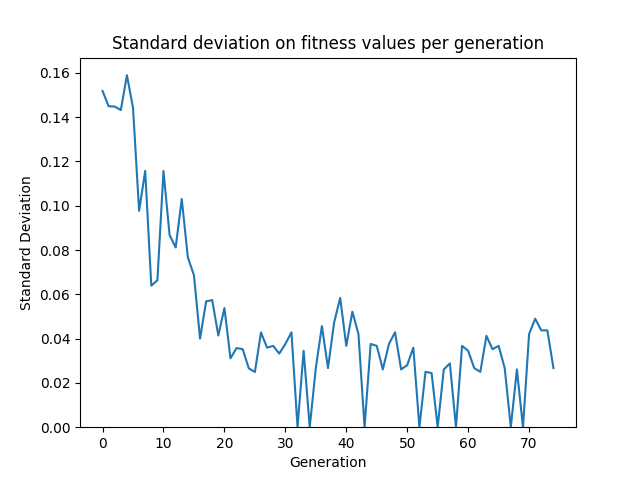 Standard deviation on fitness values per generation
0.16
0.14
0.12
0.10
0.08
0.06
0.04
0.02
0.00
Standard Deviation
0 10 20 30 40 50 60 70
Generation